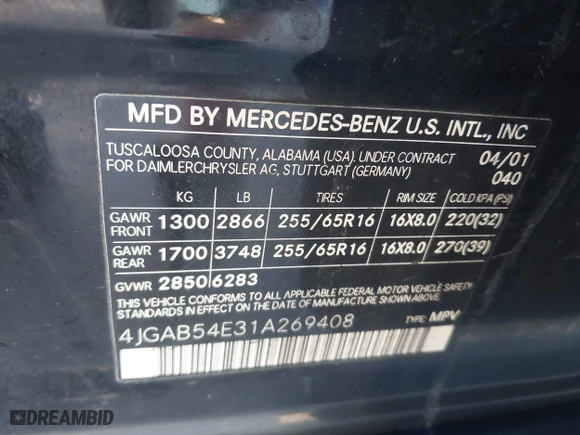 MFD BY MERCEDES-BENZ U.S. INTL., INC
TUSCALOOSA COUNTY, ALABAMA (USA). UNDER CONTRACT 04/01
FOR DAIMLERCHRYSLER AG, STUTTGART (GERMANY) 040
KG LB TIRES RIM SIZE COLD KPA (PSI)
GAWR FRONT 1300 2866 255/65R16 16X8.0 220(32)
GAWR REAR 1700 3748 255/65R16 16X8.0 270(39)
GVWR 2850 6283
THIS VEHICLE CONFORMS TO ALL APPLICABLE FEDERAL MOTOR VEHICLE SAFETY
STANDARDS IN EFFECT ON THE DATE OF MANUFACTURE SHOWN ABOVE.
4JGAB54E31A269408 TYPE: MPV
DREAMBID